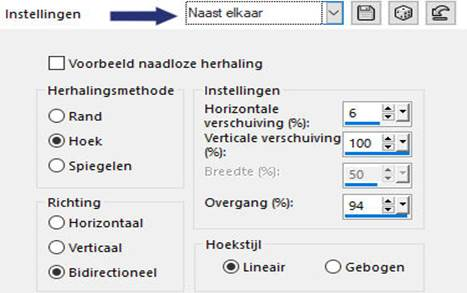 Instellingen
Naast elkaar
Voorbeeld naadloze herhaling
Herhalingsmethode
Rand
Hoek
Spiegelen
Richting
Horizontaal
Verticaal
Bidirectioneel
Instellingen
Horizontale
verschuiving (%):
6
Verticale verschuiving
(%):
100
Breedte (%):
50
Overgang (%):
94
Hoekstijl
Lineair
Gebogen